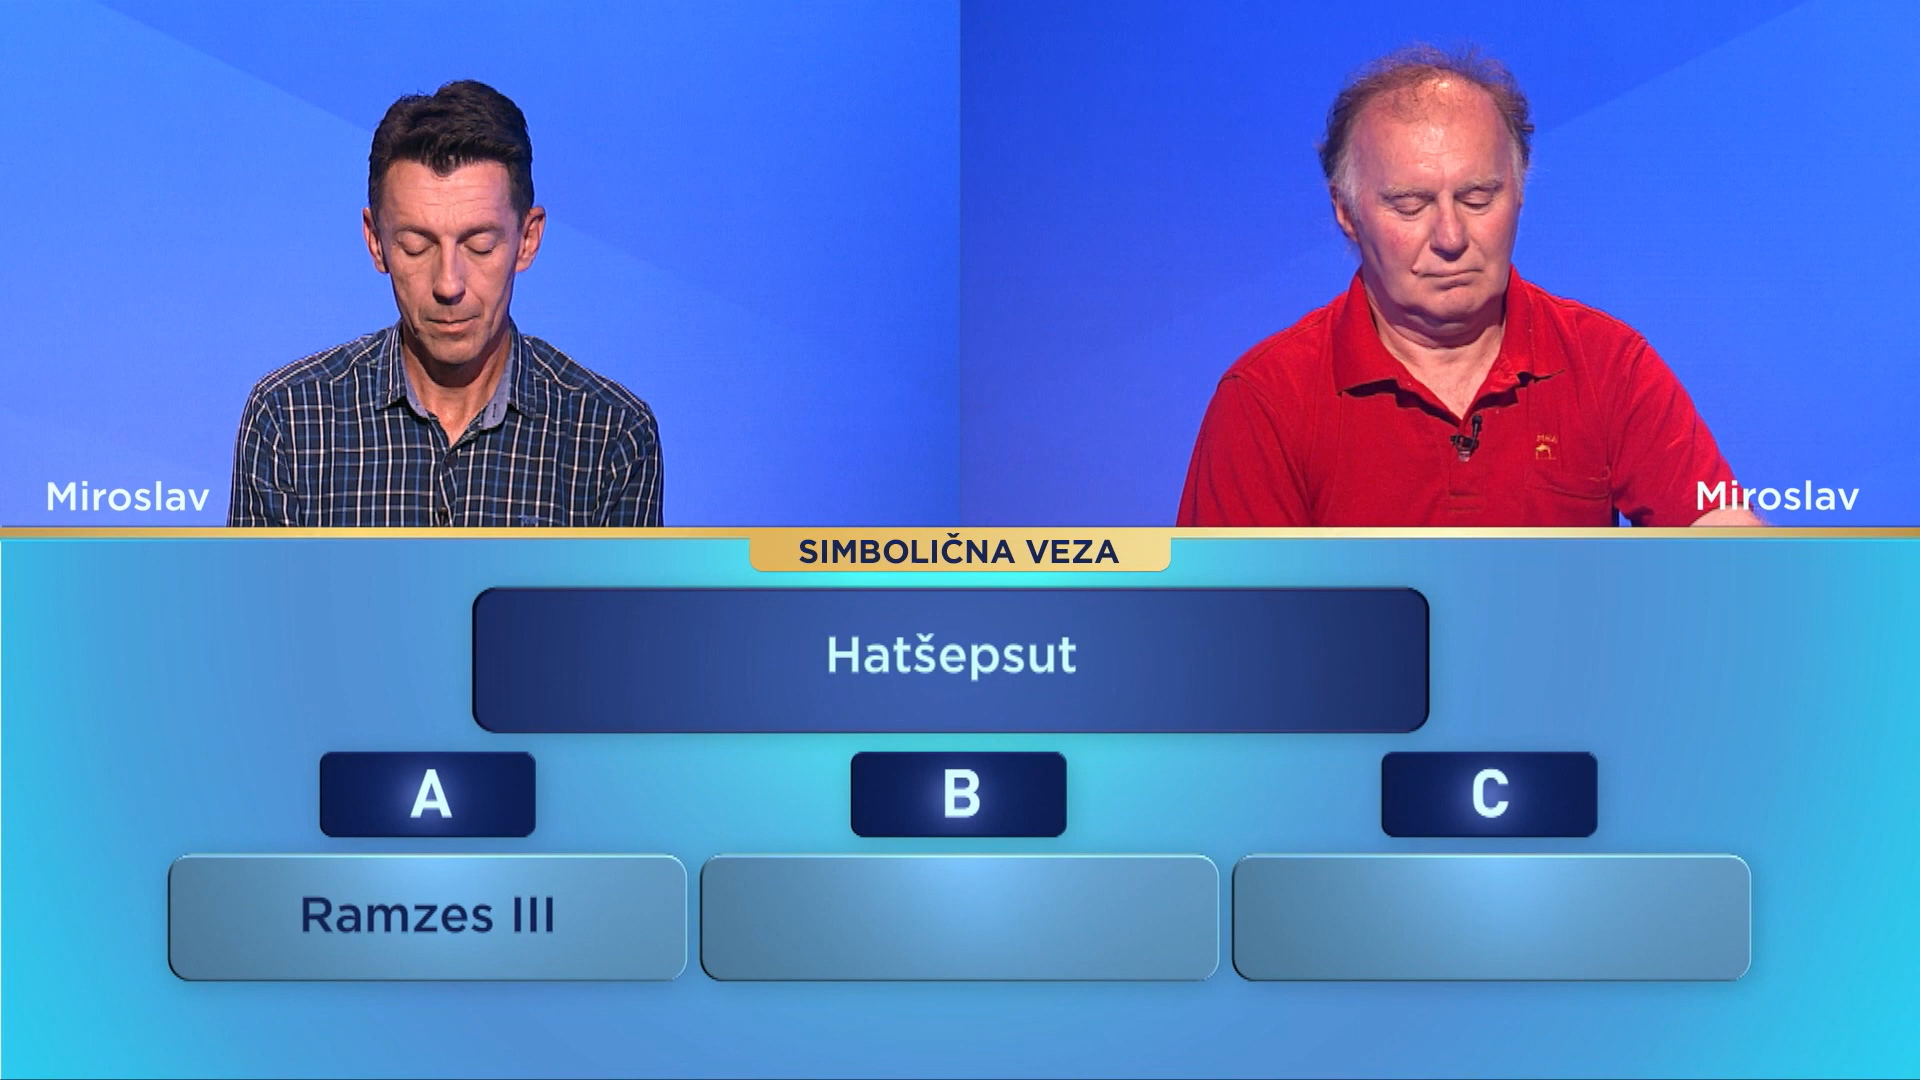 Miroslav
Miroslav
SIMBOLIČNA VEZA
Hatšepsut
A
B
C
Ramzes III